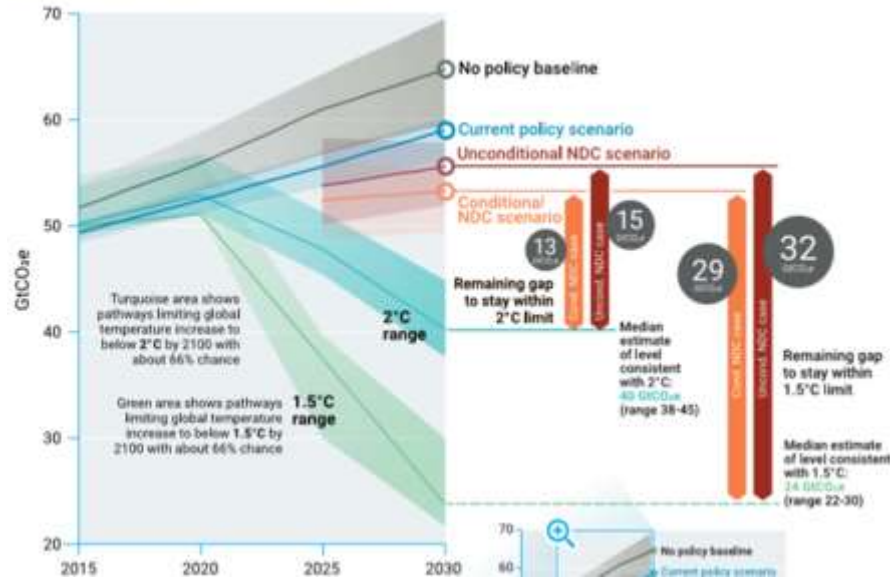 70
60
50
40
30
20
GtCO₂e
2015
2020
2025
2030
No policy baseline
Current policy scenario
Unconditional NDC scenario
Conditional
NDC scenario
13
GtCO₂e
15
GtCO₂e
29
GtCO₂e
32
GtCO₂e
Cond. NDC case
Uncond. NDC case
Cond. NDC case
Uncond. NDC case
Remaining gap
to stay within
2°C limit
2°C
range
Turquoise area shows
pathways limiting global
temperature increase to
below 2°C by 2100 with
about 66% chance
Median
estimate
of level
consistent
with 2°C:
40 GtCO₂e
(range 38-45)
Remaining gap
to stay within
1.5°C limit
1.5°C
range
Green area shows pathways
limiting global temperature
increase to below 1.5°C by
2100 with about 66% chance
Median estimate
of level consistent
with 1.5°C:
24 GtCO₂e
(range 22-30)
70
60
No policy baseline
Current policy scenario